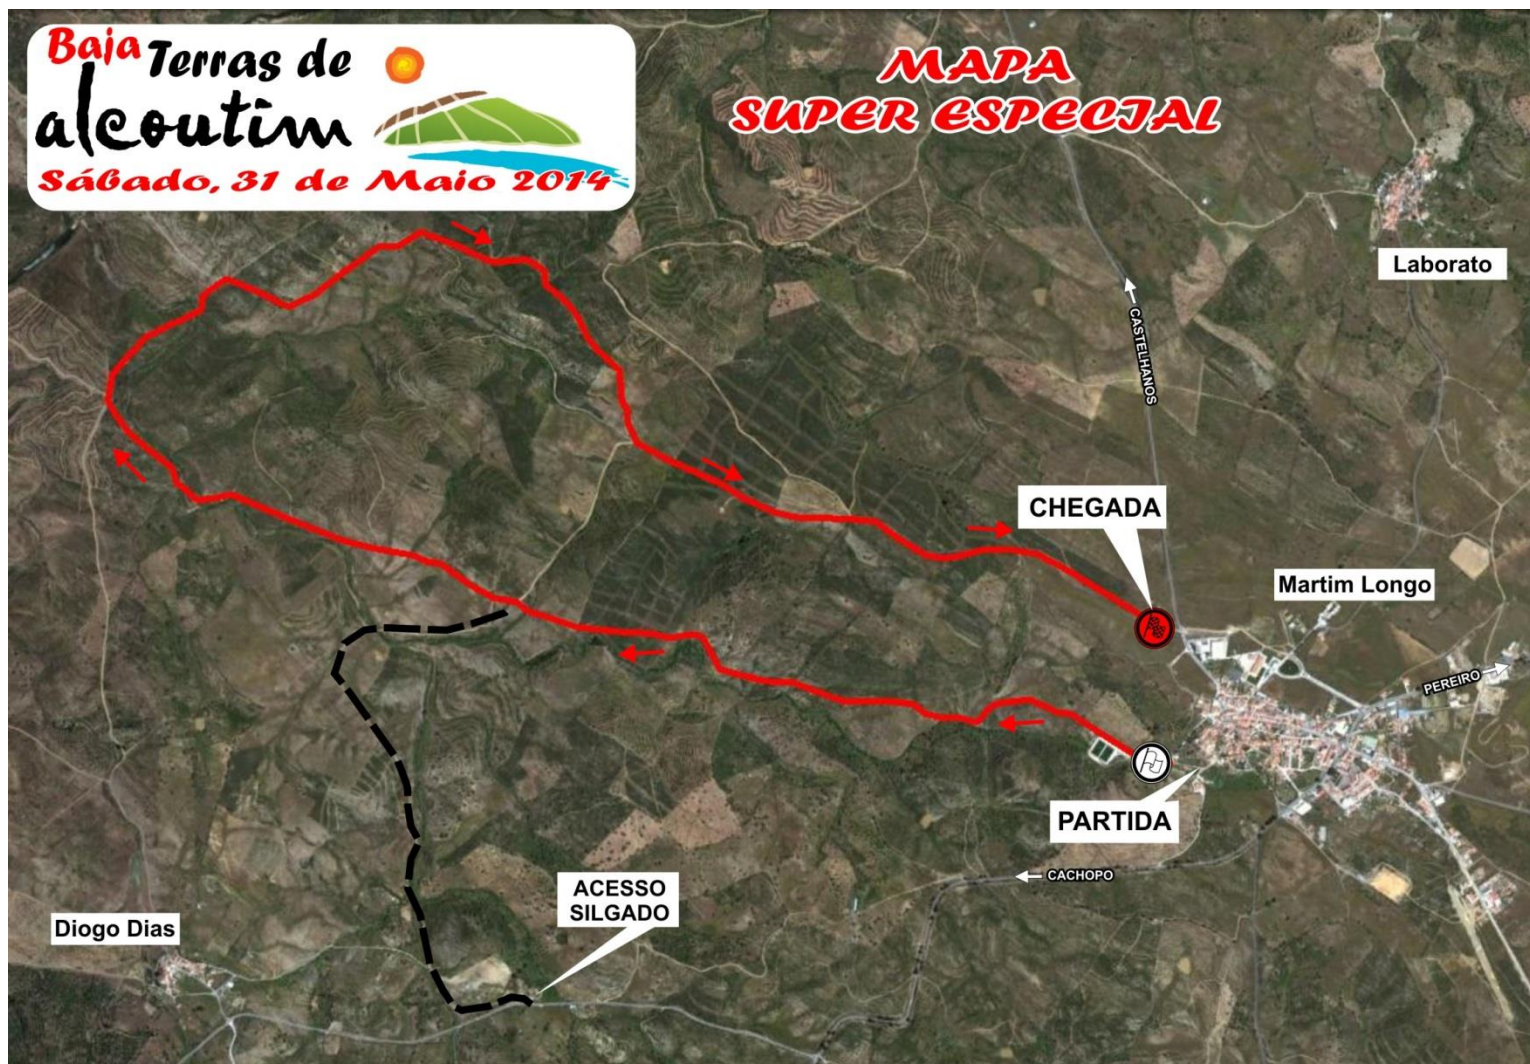 Baja Terras de
alcoutim
Sábado, 31 de Maio 2014
MAPA
SUPER ESPECIAL
Laborato
CASTELHANOS
CHEGADA
Martim Longo
PEREIRO
PARTIDA
CACHOPO
ACESSO
SILGADO
Diogo Dias